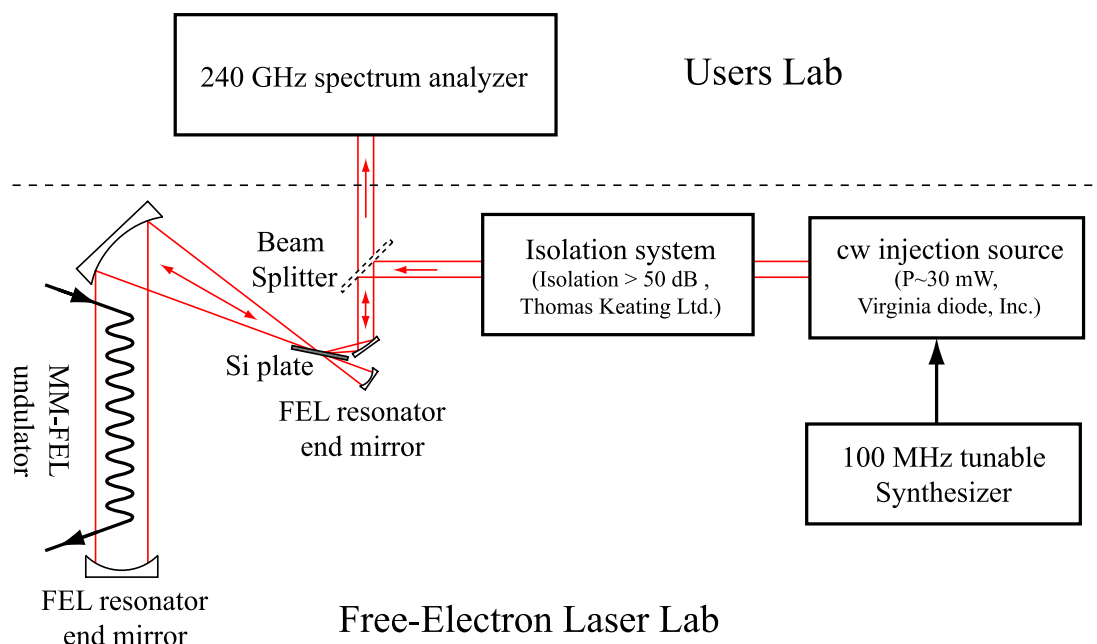 240 GHz spectrum analyzer
Users Lab
Beam
Splitter
Isolation system
(Isolation > 50 dB ,
Thomas Keating Ltd.)
cw injection source
(P~30 mW,
Virginia diode, Inc.)
Si plate
FEL resonator
end mirror
MM-FEL
undulator
100 MHz tunable
Synthesizer
FEL resonator
end mirror
Free-Electron Laser Lab